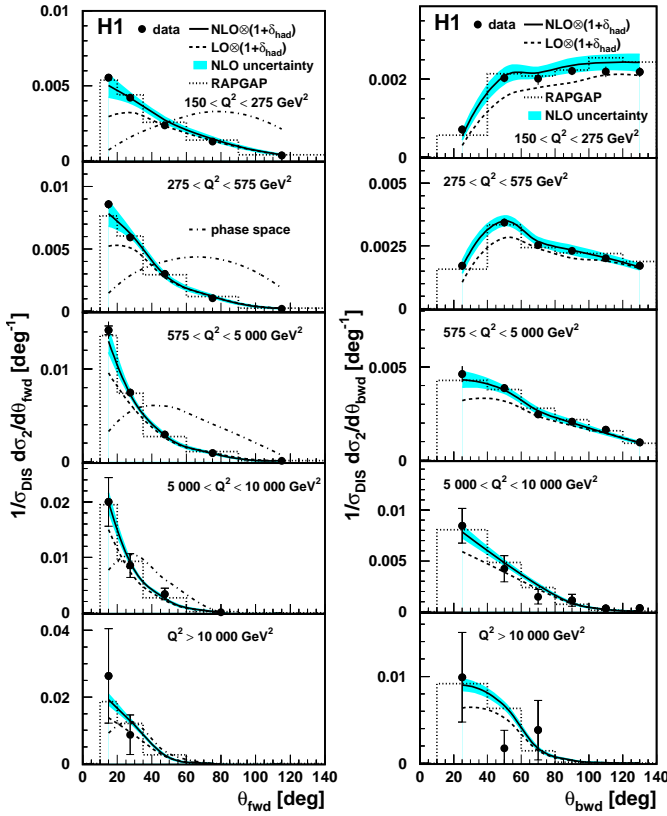 H1
data
NLO⊗(1+δhad)
LO⊗(1+δhad)
NLO uncertainty
RAPGAP
150 < Q² < 275 GeV²
0.01
0.005
0
275 < Q² < 575 GeV²
phase space
0.01
0.005
0
575 < Q² < 5 000 GeV²
0.01
0
5 000 < Q² < 10 000 GeV²
0.02
0.01
0
Q² > 10 000 GeV²
0.04
0.02
0
0 20 40 60 80 100 120 140
θfwd [deg]
1/σDIS dσ2/dθfwd [deg⁻¹]
H1
data
NLO⊗(1+δhad)
LO⊗(1+δhad)
RAPGAP
NLO uncertainty
150 < Q² < 275 GeV²
0.002
0
275 < Q² < 575 GeV²
0.005
0.0025
0
575 < Q² < 5 000 GeV²
0.005
0
5 000 < Q² < 10 000 GeV²
0.01
0.005
0
Q² > 10 000 GeV²
0.01
0
0 20 40 60 80 100 120 140
θbwd [deg]
1/σDIS dσ2/dθbwd [deg⁻¹]